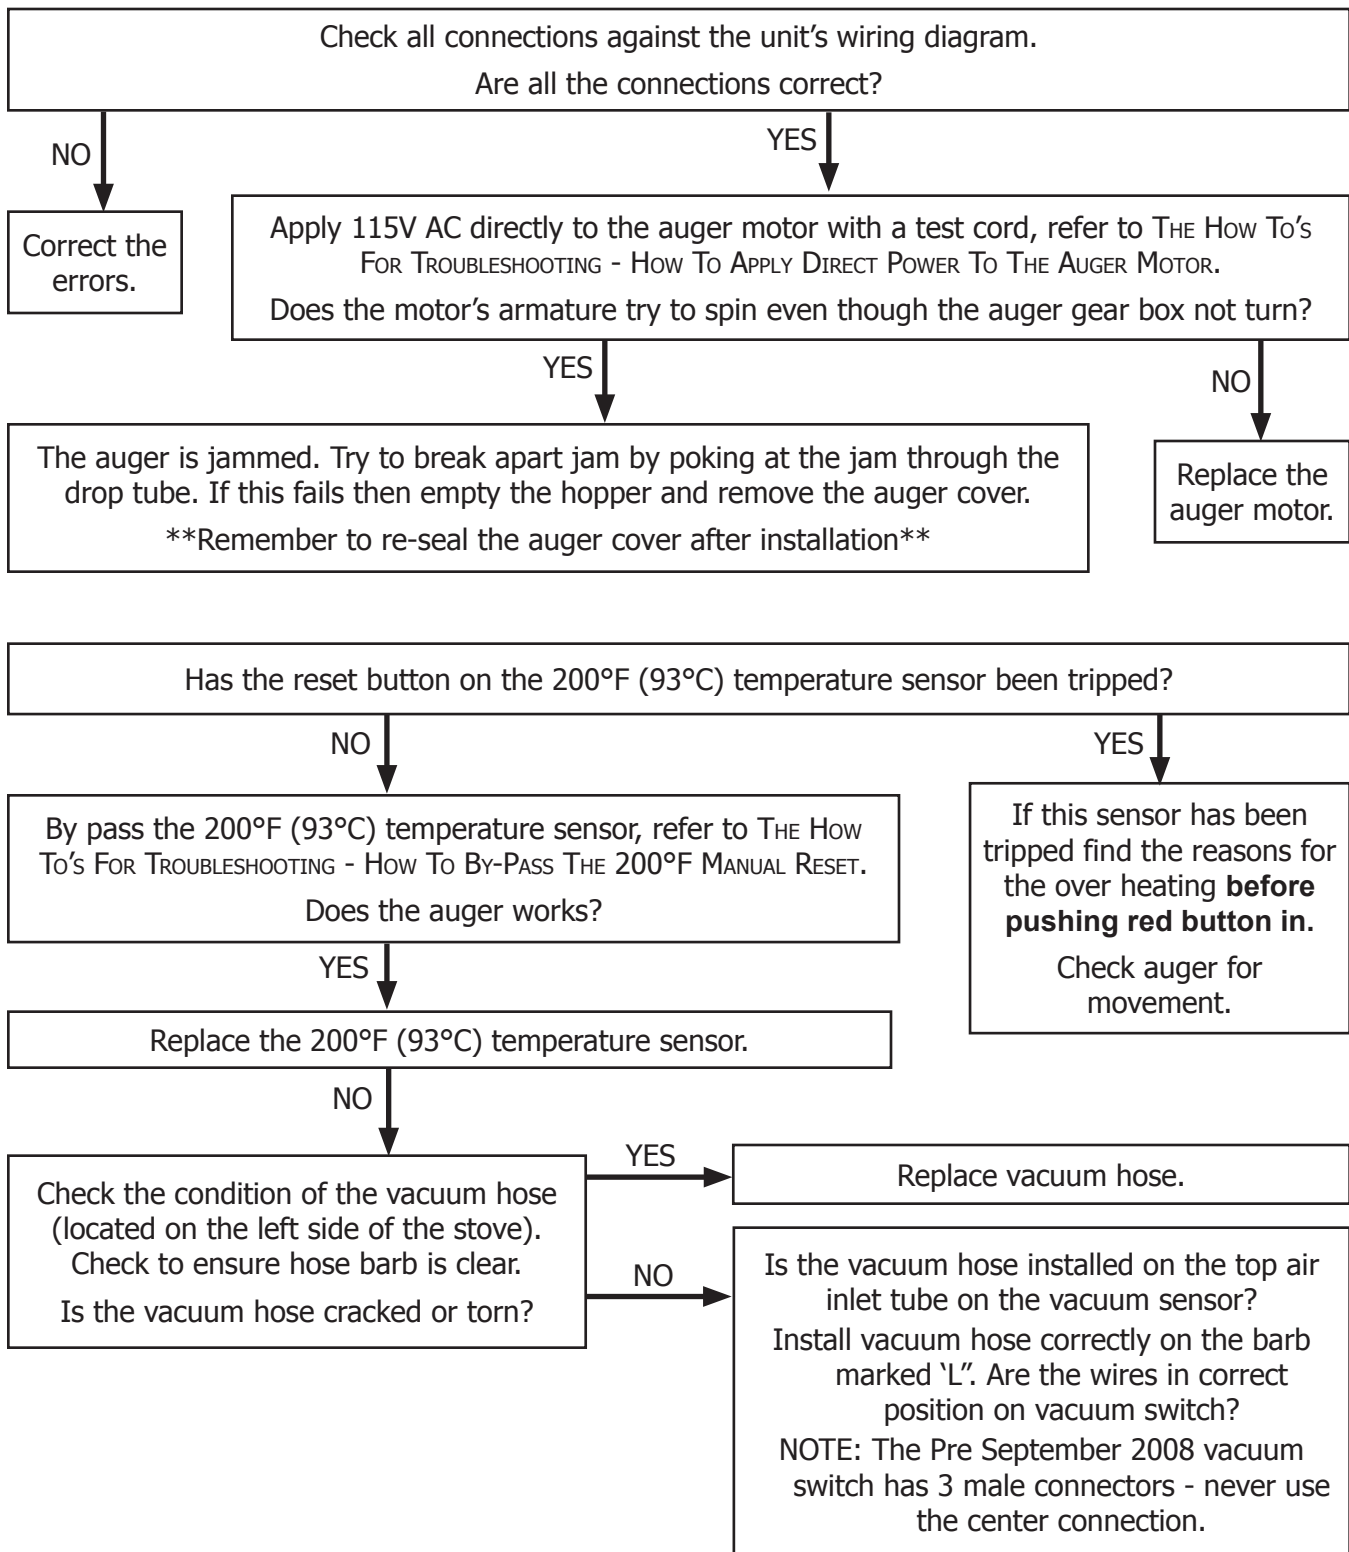 Check all connections against the unit's wiring diagram.
Are all the connections correct?
NO
YES
Correct the
errors.
Apply 115V AC directly to the auger motor with a test cord, refer to The How To's
For Troubleshooting - How To Apply Direct Power To The Auger Motor.
Does the motor's armature try to spin even though the auger gear box not turn?
YES
NO
The auger is jammed. Try to break apart jam by poking at the jam through the
drop tube. If this fails then empty the hopper and remove the auger cover.
**Remember to re-seal the auger cover after installation**
Replace the
auger motor.
Has the reset button on the 200°F (93°C) temperature sensor been tripped?
NO
YES
By pass the 200°F (93°C) temperature sensor, refer to The How
To's For Troubleshooting - How To By-Pass The 200°F Manual Reset.
Does the auger works?
If this sensor has been
tripped find the reasons for
the over heating before
pushing red button in.
Check auger for
movement.
YES
Replace the 200°F (93°C) temperature sensor.
NO
Check the condition of the vacuum hose
(located on the left side of the stove).
Check to ensure hose barb is clear.
Is the vacuum hose cracked or torn?
YES
Replace vacuum hose.
NO
Is the vacuum hose installed on the top air
inlet tube on the vacuum sensor?
Install vacuum hose correctly on the barb
marked ‘L”. Are the wires in correct
position on vacuum switch?
NOTE: The Pre September 2008 vacuum
switch has 3 male connectors - never use
the center connection.